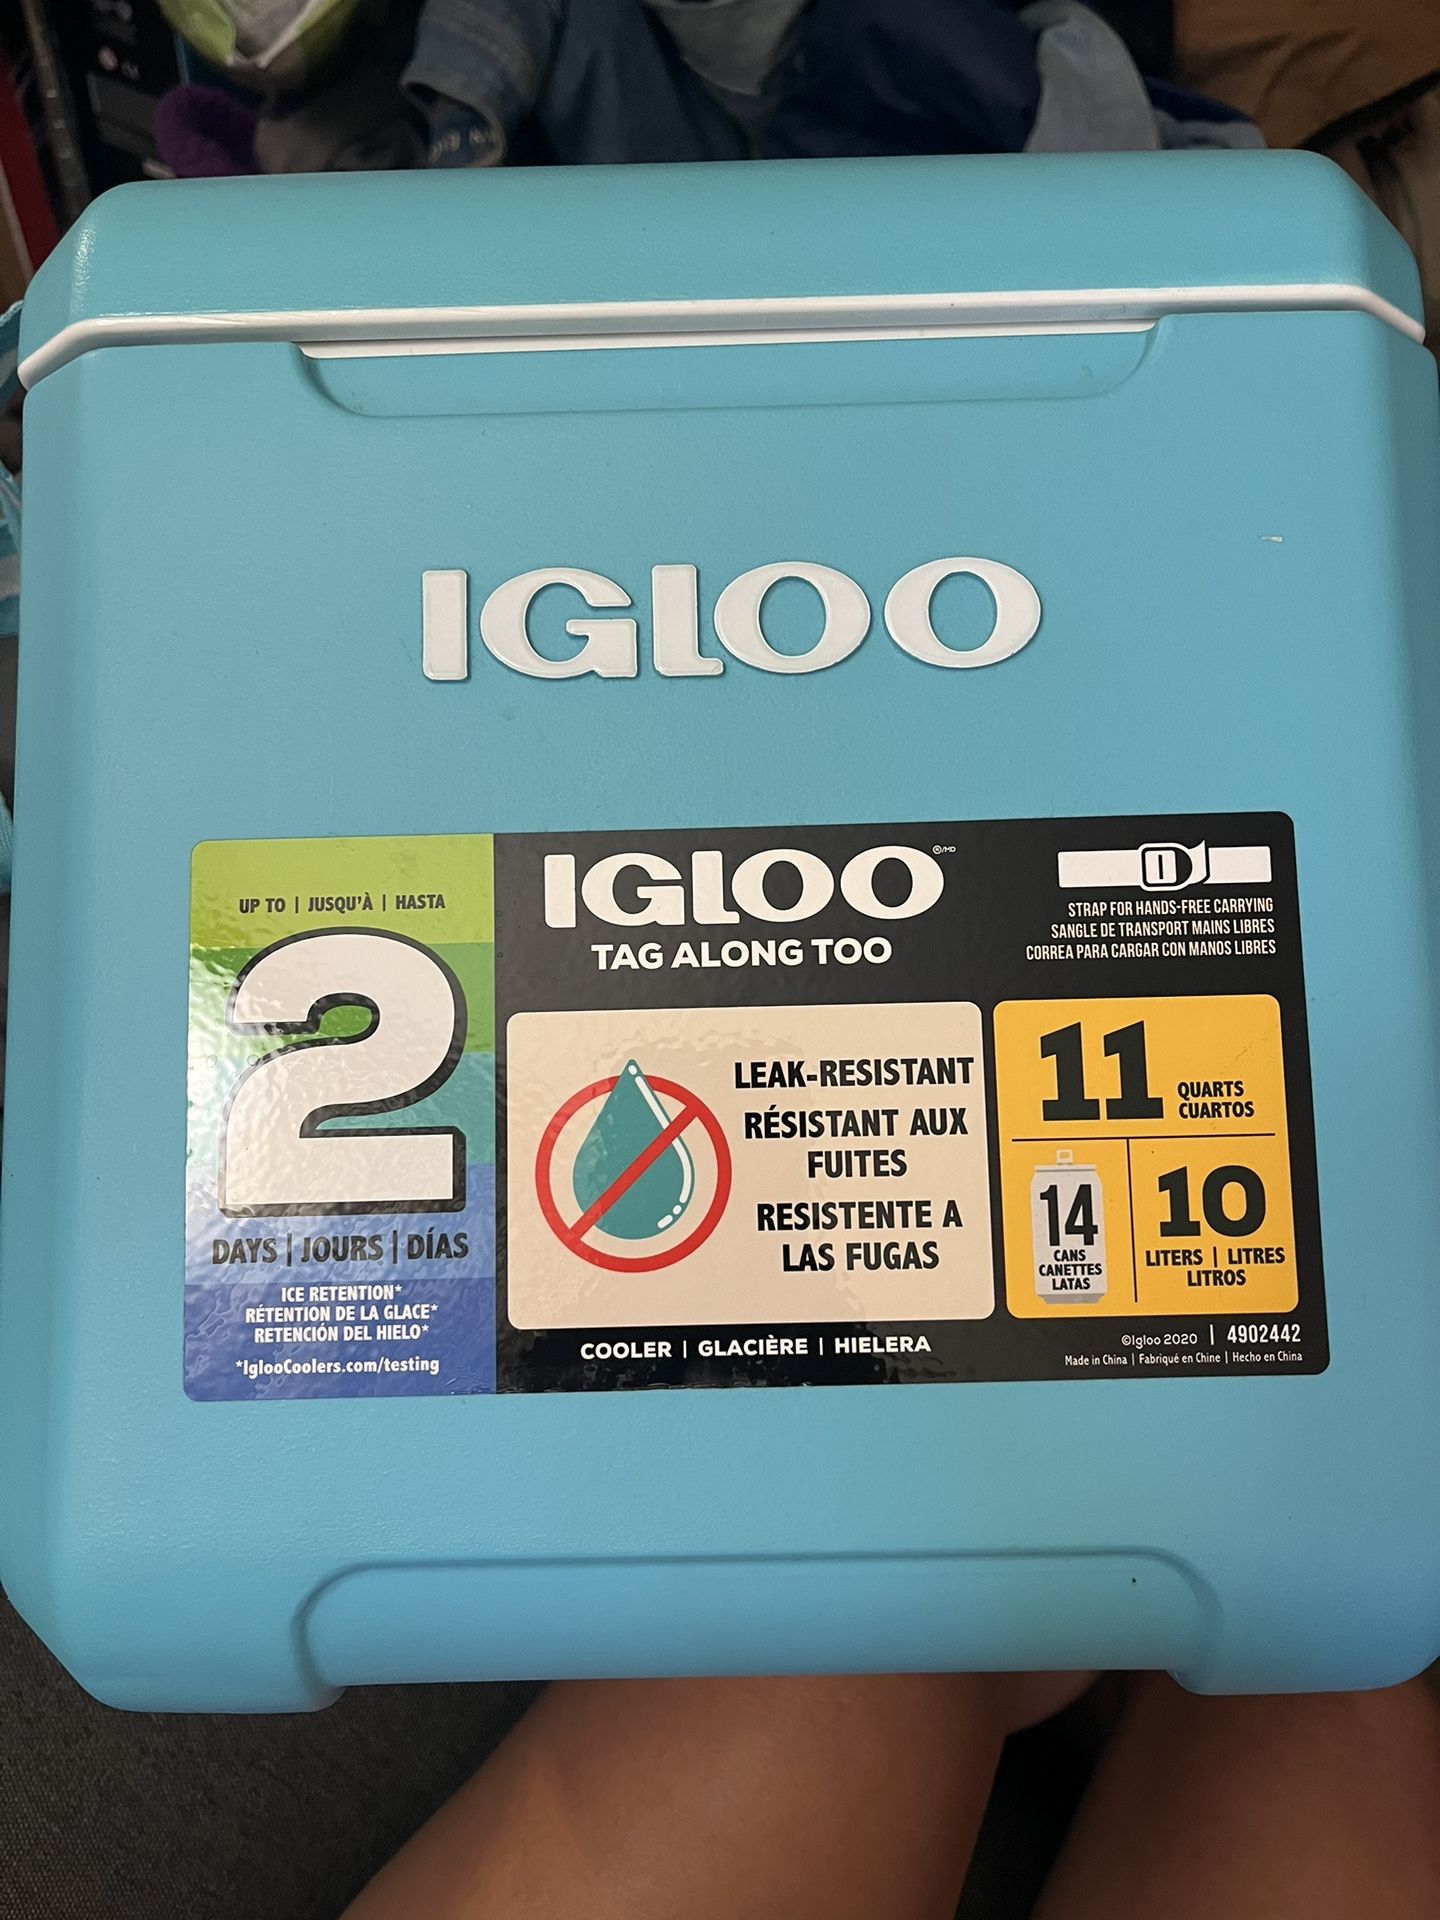 IGLOO
UP TO | JUSQU'À | HASTA
2
DAYS | JOURS | DÍAS
ICE RETENTION*
RÉTENTION DE LA GLACE*
RETENCIÓN DEL HIELO*
*IglooCoolers.com/testing
IGLOO®/MD
TAG ALONG TOO
STRAP FOR HANDS-FREE CARRYING
SANGLE DE TRANSPORT MAINS LIBRES
CORREA PARA CARGAR CON MANOS LIBRES
LEAK-RESISTANT
RÉSISTANT AUX
FUITES
RESISTENTE A
LAS FUGAS
11 QUARTS
CUARTOS
14
CANS
CANETTES
LATAS
10
LITERS | LITRES
LITROS
COOLER | GLACIÈRE | HIELERA
©Igloo 2020 | 4902442
Made in China | Fabriqué en Chine | Hecho en China